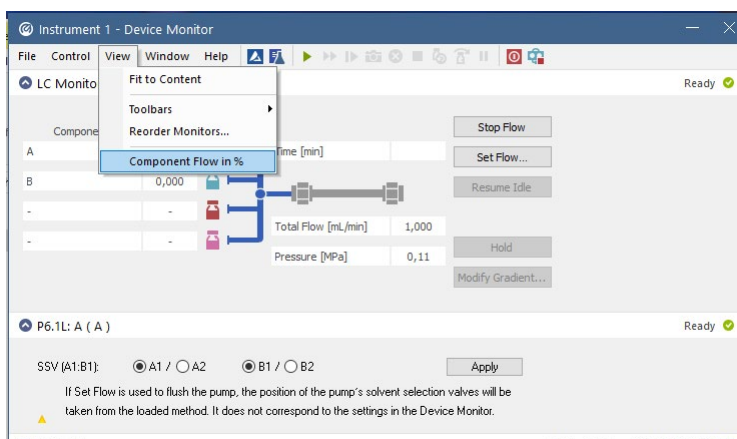 Instrument 1 - Device Monitor
File Control View Window Help
LC Monito
Ready
Fit to Content
Toolbars
Reorder Monitors...
Component Flow in %
Compone
Stop Flow
A
Time [min]
Set Flow...
B 0,000
Resume Idle
- -
Total Flow [mL/min] 1,000
- -
Hold
Pressure [MPa] 0,11
Modify Gradient...
P6.1L: A ( A )
Ready
SSV (A1:B1): A1 / A2 B1 / B2 Apply
If Set Flow is used to flush the pump, the position of the pump´s solvent selection valves will be
taken from the loaded method. It does not correspond to the settings in the Device Monitor.